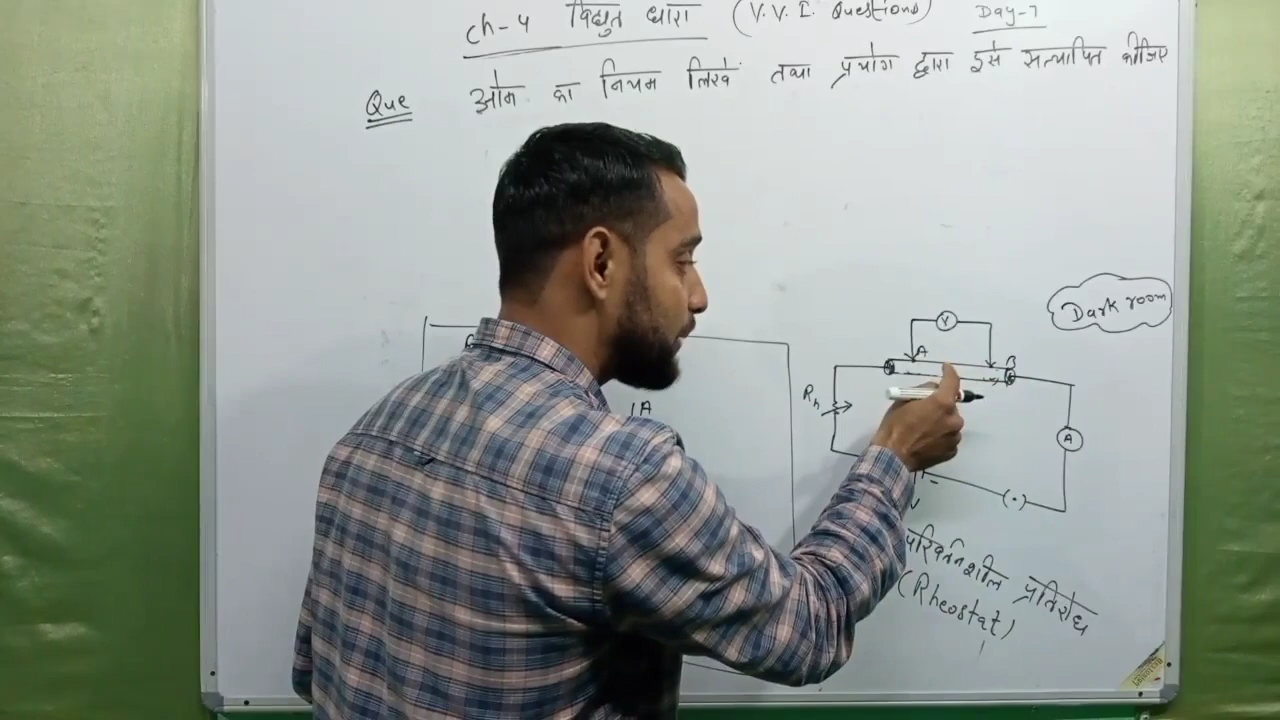 Ch-4 विद्युत धारा (V.V.I. Questions) Day-7
Que ओम का नियम लिखें तथा प्रयोग द्वारा इसे सत्यापित कीजिए
Dark room
V
A B
Rh
1A
A
-
(•)
V
परिवर्तनशील प्रतिरोध
(Rheostat)